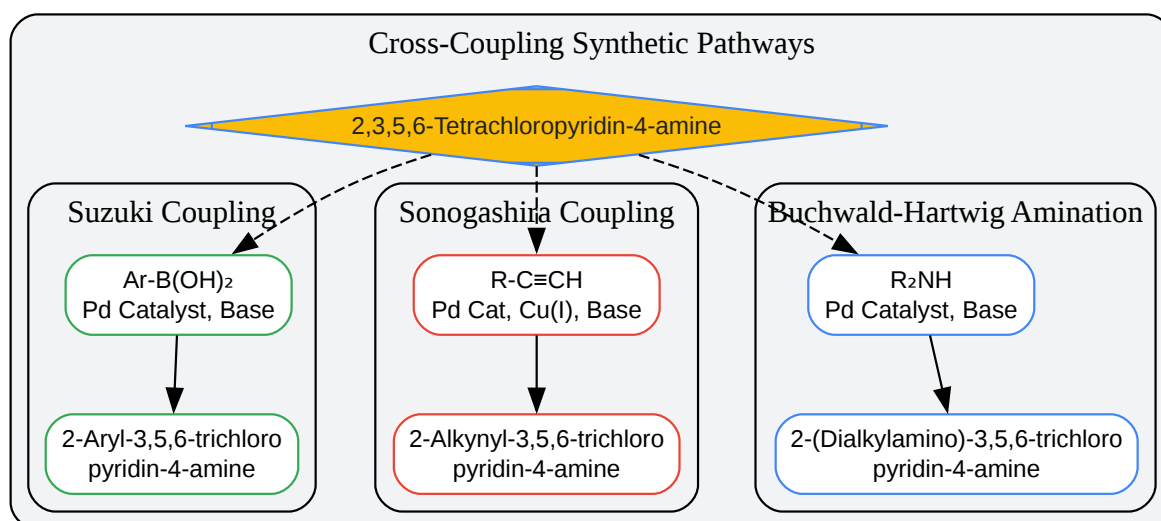 Cross-Coupling Synthetic Pathways
2,3,5,6-Tetrachloropyridin-4-amine
Suzuki Coupling
Ar-B(OH)₂
Pd Catalyst, Base
2-Aryl-3,5,6-trichloro
pyridin-4-amine
Sonogashira Coupling
R-C≡CH
Pd Cat, Cu(I), Base
2-Alkynyl-3,5,6-trichloro
pyridin-4-amine
Buchwald-Hartwig Amination
R₂NH
Pd Catalyst, Base
2-(Dialkylamino)-3,5,6-trichloro
pyridin-4-amine